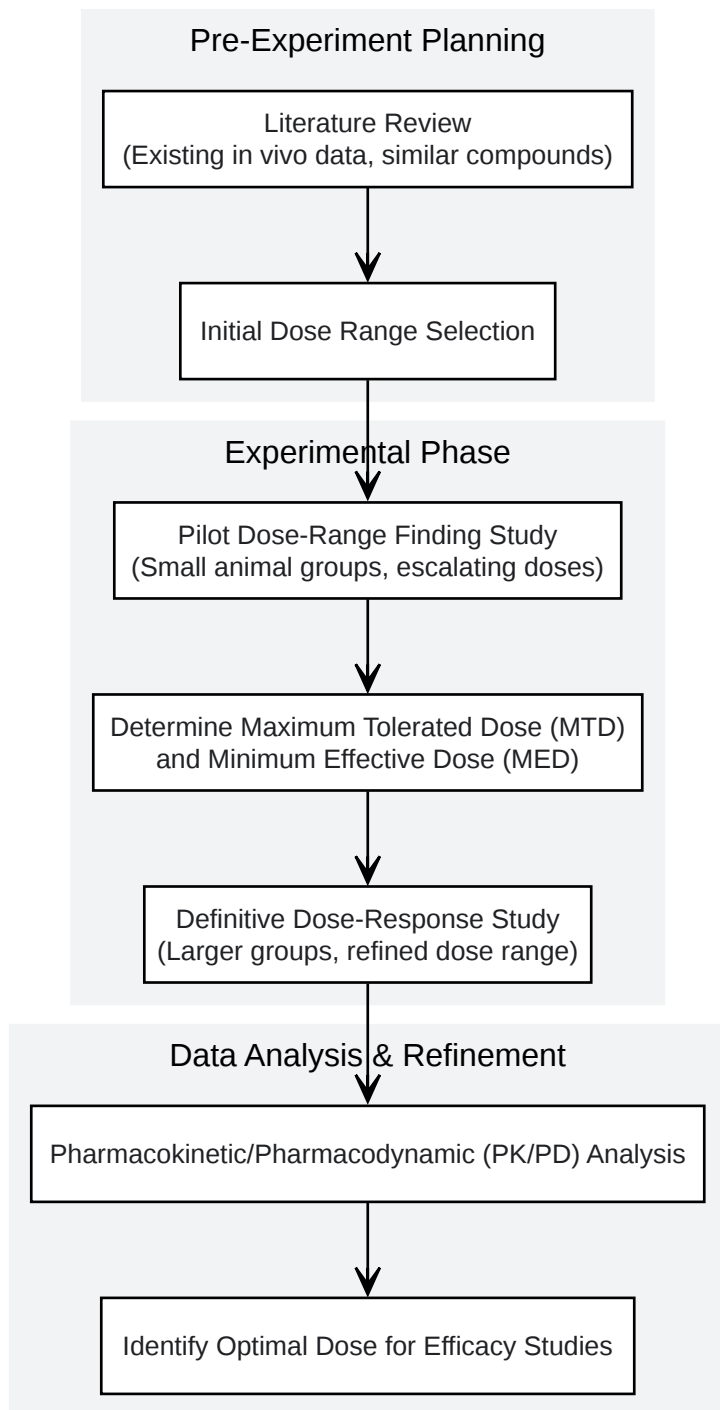 Pre-Experiment Planning
Literature Review
(Existing in vivo data, similar compounds)
Initial Dose Range Selection
Experimental Phase
Pilot Dose-Range Finding Study
(Small animal groups, escalating doses)
Determine Maximum Tolerated Dose (MTD)
and Minimum Effective Dose (MED)
Definitive Dose-Response Study
(Larger groups, refined dose range)
Data Analysis & Refinement
Pharmacokinetic/Pharmacodynamic (PK/PD) Analysis
Identify Optimal Dose for Efficacy Studies